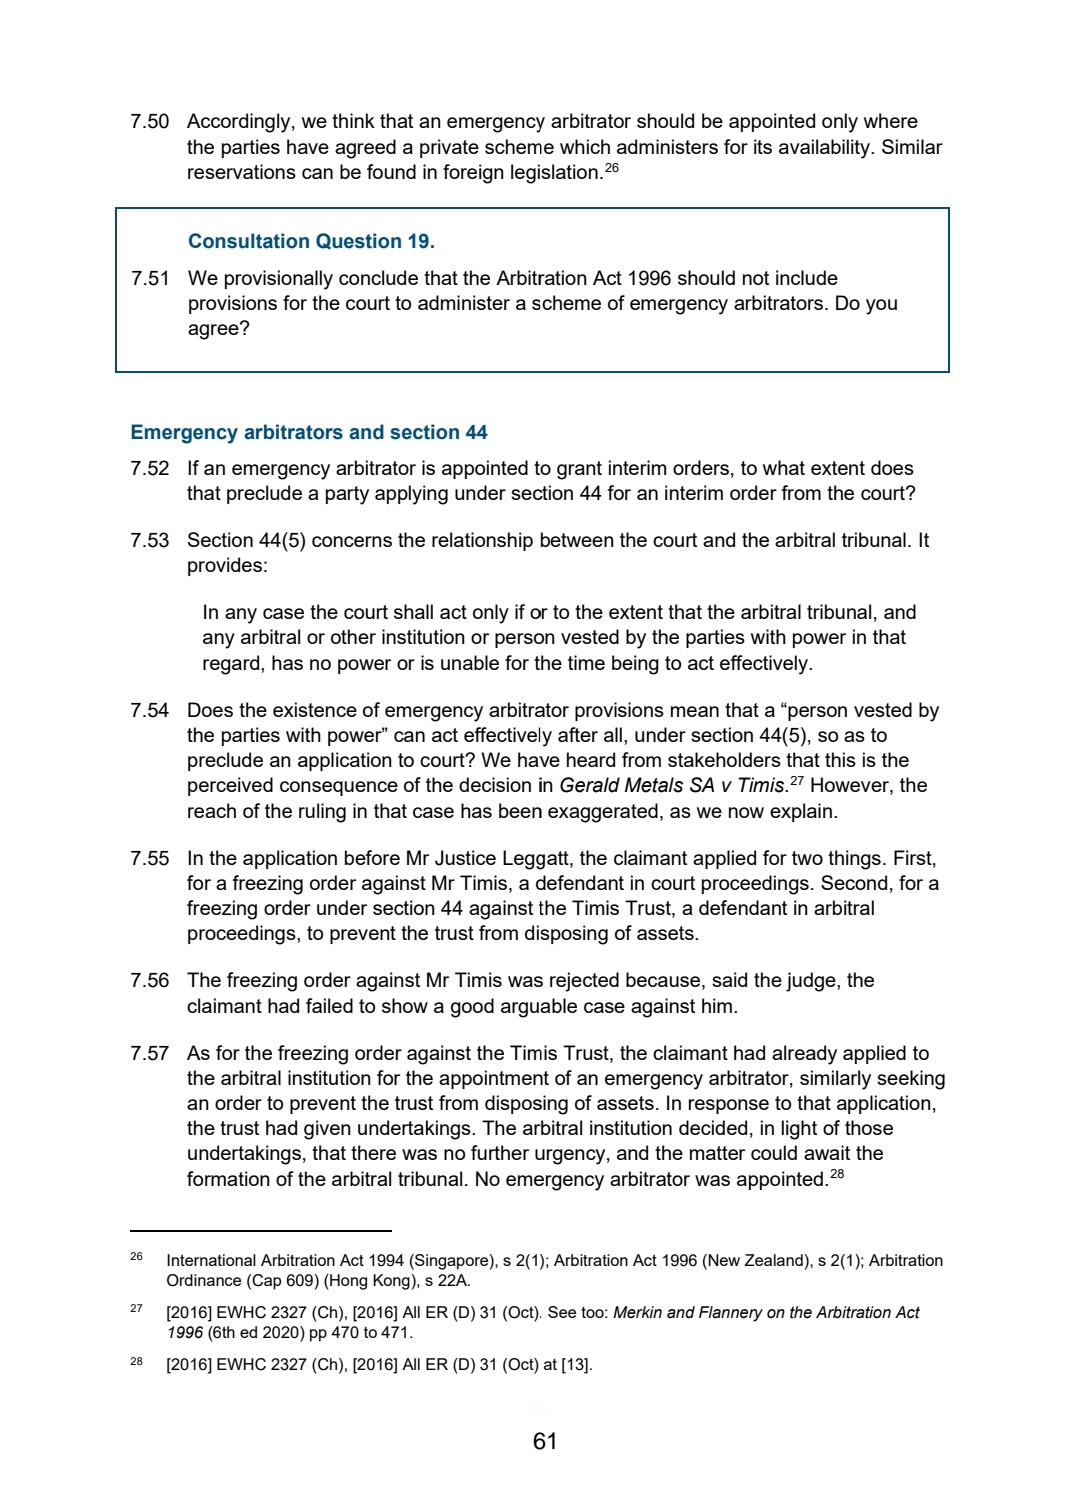 7.50 Accordingly, we think that an emergency arbitrator should be appointed only where
the parties have agreed a private scheme which administers for its availability. Similar
reservations can be found in foreign legislation.26
Consultation Question 19.
7.51 We provisionally conclude that the Arbitration Act 1996 should not include
provisions for the court to administer a scheme of emergency arbitrators. Do you
agree?
Emergency arbitrators and section 44
7.52 If an emergency arbitrator is appointed to grant interim orders, to what extent does
that preclude a party applying under section 44 for an interim order from the court?
7.53 Section 44(5) concerns the relationship between the court and the arbitral tribunal. It
provides:
In any case the court shall act only if or to the extent that the arbitral tribunal, and
any arbitral or other institution or person vested by the parties with power in that
regard, has no power or is unable for the time being to act effectively.
7.54 Does the existence of emergency arbitrator provisions mean that a “person vested by
the parties with power” can act effectively after all, under section 44(5), so as to
preclude an application to court? We have heard from stakeholders that this is the
perceived consequence of the decision in Gerald Metals SA v Timis.27 However, the
reach of the ruling in that case has been exaggerated, as we now explain.
7.55 In the application before Mr Justice Leggatt, the claimant applied for two things. First,
for a freezing order against Mr Timis, a defendant in court proceedings. Second, for a
freezing order under section 44 against the Timis Trust, a defendant in arbitral
proceedings, to prevent the trust from disposing of assets.
7.56 The freezing order against Mr Timis was rejected because, said the judge, the
claimant had failed to show a good arguable case against him.
7.57 As for the freezing order against the Timis Trust, the claimant had already applied to
the arbitral institution for the appointment of an emergency arbitrator, similarly seeking
an order to prevent the trust from disposing of assets. In response to that application,
the trust had given undertakings. The arbitral institution decided, in light of those
undertakings, that there was no further urgency, and the matter could await the
formation of the arbitral tribunal. No emergency arbitrator was appointed.28
26 International Arbitration Act 1994 (Singapore), s 2(1); Arbitration Act 1996 (New Zealand), s 2(1); Arbitration
Ordinance (Cap 609) (Hong Kong), s 22A.
27 [2016] EWHC 2327 (Ch), [2016] All ER (D) 31 (Oct). See too: Merkin and Flannery on the Arbitration Act
1996 (6th ed 2020) pp 470 to 471.
28 [2016] EWHC 2327 (Ch), [2016] All ER (D) 31 (Oct) at [13].
61